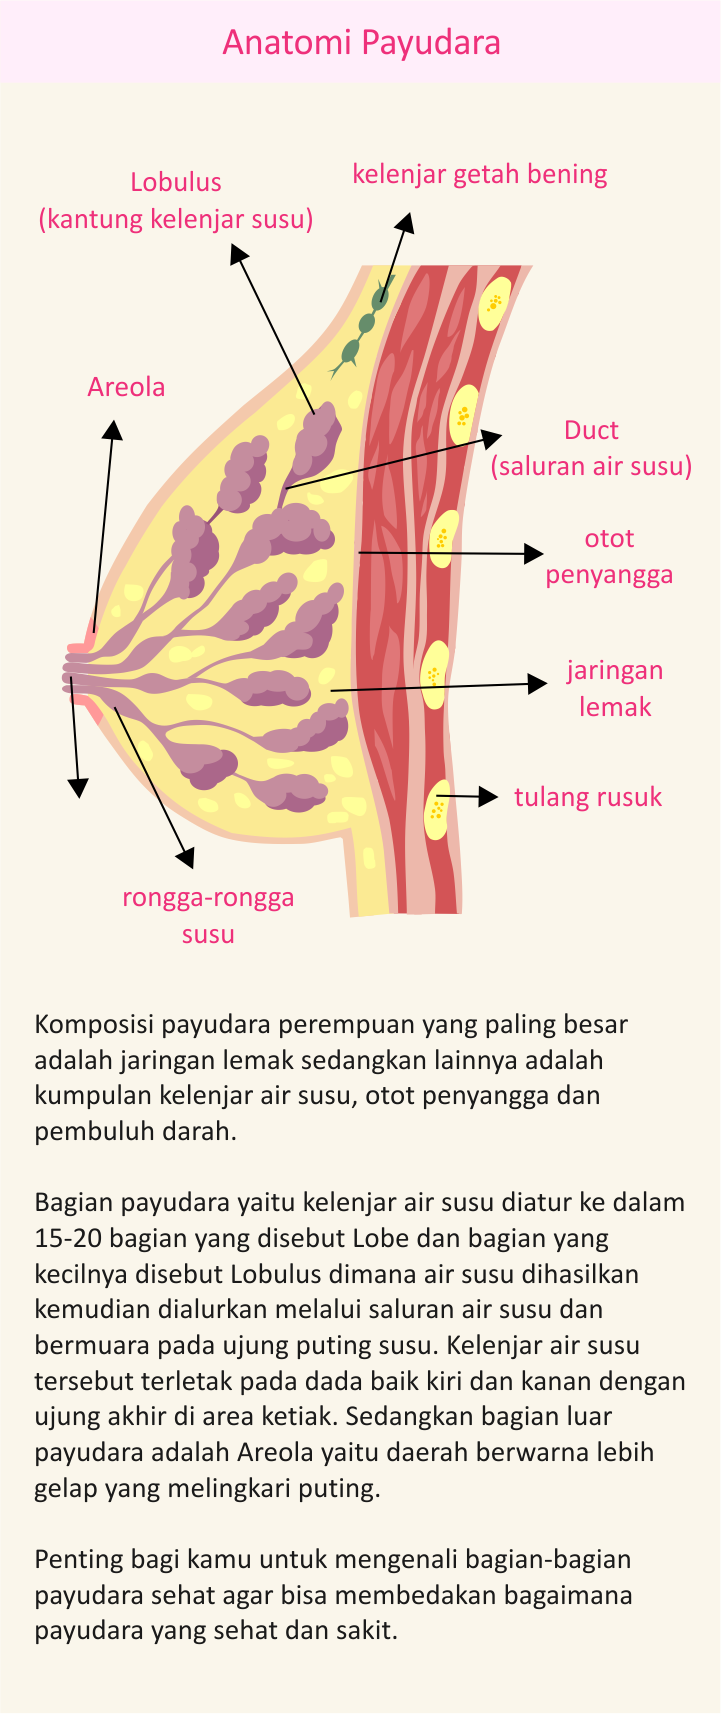 Anatomi Payudara
Lobulus
(kantung kelenjar susu)
kelenjar getah bening
Areola
Duct
(saluran air susu)
otot
penyangga
jaringan
lemak
tulang rusuk
rongga-rongga
susu
Komposisi payudara perempuan yang paling besar
adalah jaringan lemak sedangkan lainnya adalah
kumpulan kelenjar air susu, otot penyangga dan
pembuluh darah.
Bagian payudara yaitu kelenjar air susu diatur ke dalam
15-20 bagian yang disebut Lobe dan bagian yang
kecilnya disebut Lobulus dimana air susu dihasilkan
kemudian dialurkan melalui saluran air susu dan
bermuara pada ujung puting susu. Kelenjar air susu
tersebut terletak pada dada baik kiri dan kanan dengan
ujung akhir di area ketiak. Sedangkan bagian luar
payudara adalah Areola yaitu daerah berwarna lebih
gelap yang melingkari puting.
Penting bagi kamu untuk mengenali bagian-bagian
payudara sehat agar bisa membedakan bagaimana
payudara yang sehat dan sakit.